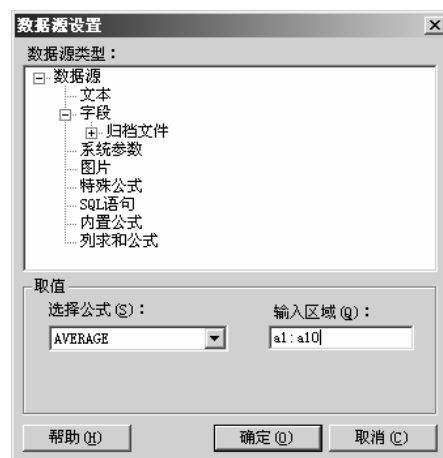 数据源设置
数据源类型：
数据源
文本
字段
归档文件
系统参数
图片
特殊公式
SQL语句
内置公式
列求和公式
取值
选择公式(S)：
输入区域(Q)：
AVERAGE
a1:a10
帮助(H)
确定(O)
取消(C)